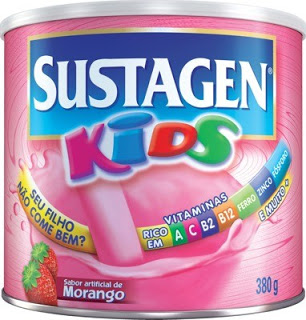 SUSTAGEN
KIDS
SEU FILHO
NÃO COME BEM?
VITAMINAS
RICO EM A C B2 B12 FERRO ZINCO FÓSFORO
E MUITO +
Sabor artificial de
Morango
380 g